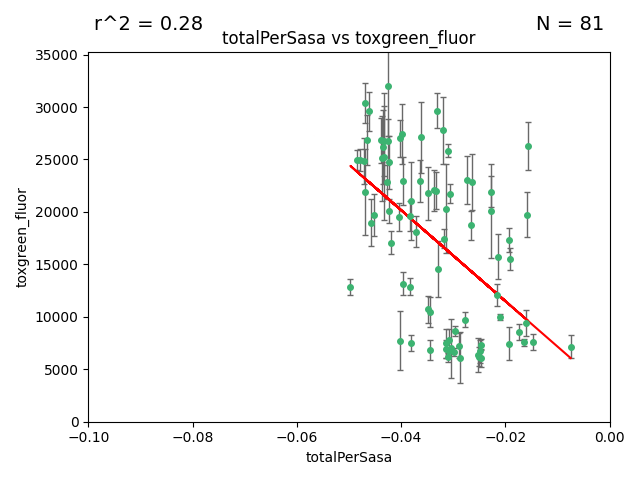 r^2 = 0.28
N = 81
totalPerSasa vs toxgreen_fluor
35000
30000
25000
20000
15000
10000
5000
0
toxgreen_fluor
−0.10
−0.08
−0.06
−0.04
−0.02
0.00
totalPerSasa